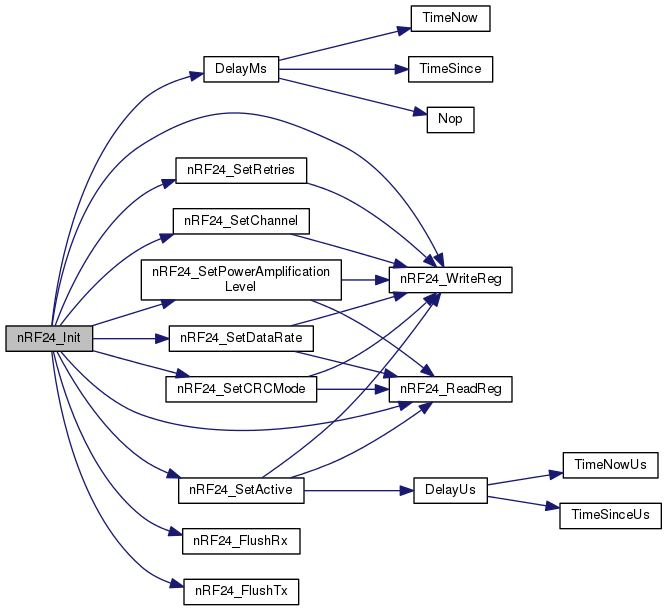 TimeNow
DelayMs
TimeSince
Nop
nRF24_SetRetries
nRF24_SetChannel
nRF24_SetPowerAmplification
Level
nRF24_WriteReg
nRF24_Init
nRF24_SetDataRate
nRF24_SetCRCMode
nRF24_ReadReg
nRF24_SetActive
DelayUs
TimeNowUs
TimeSinceUs
nRF24_FlushRx
nRF24_FlushTx